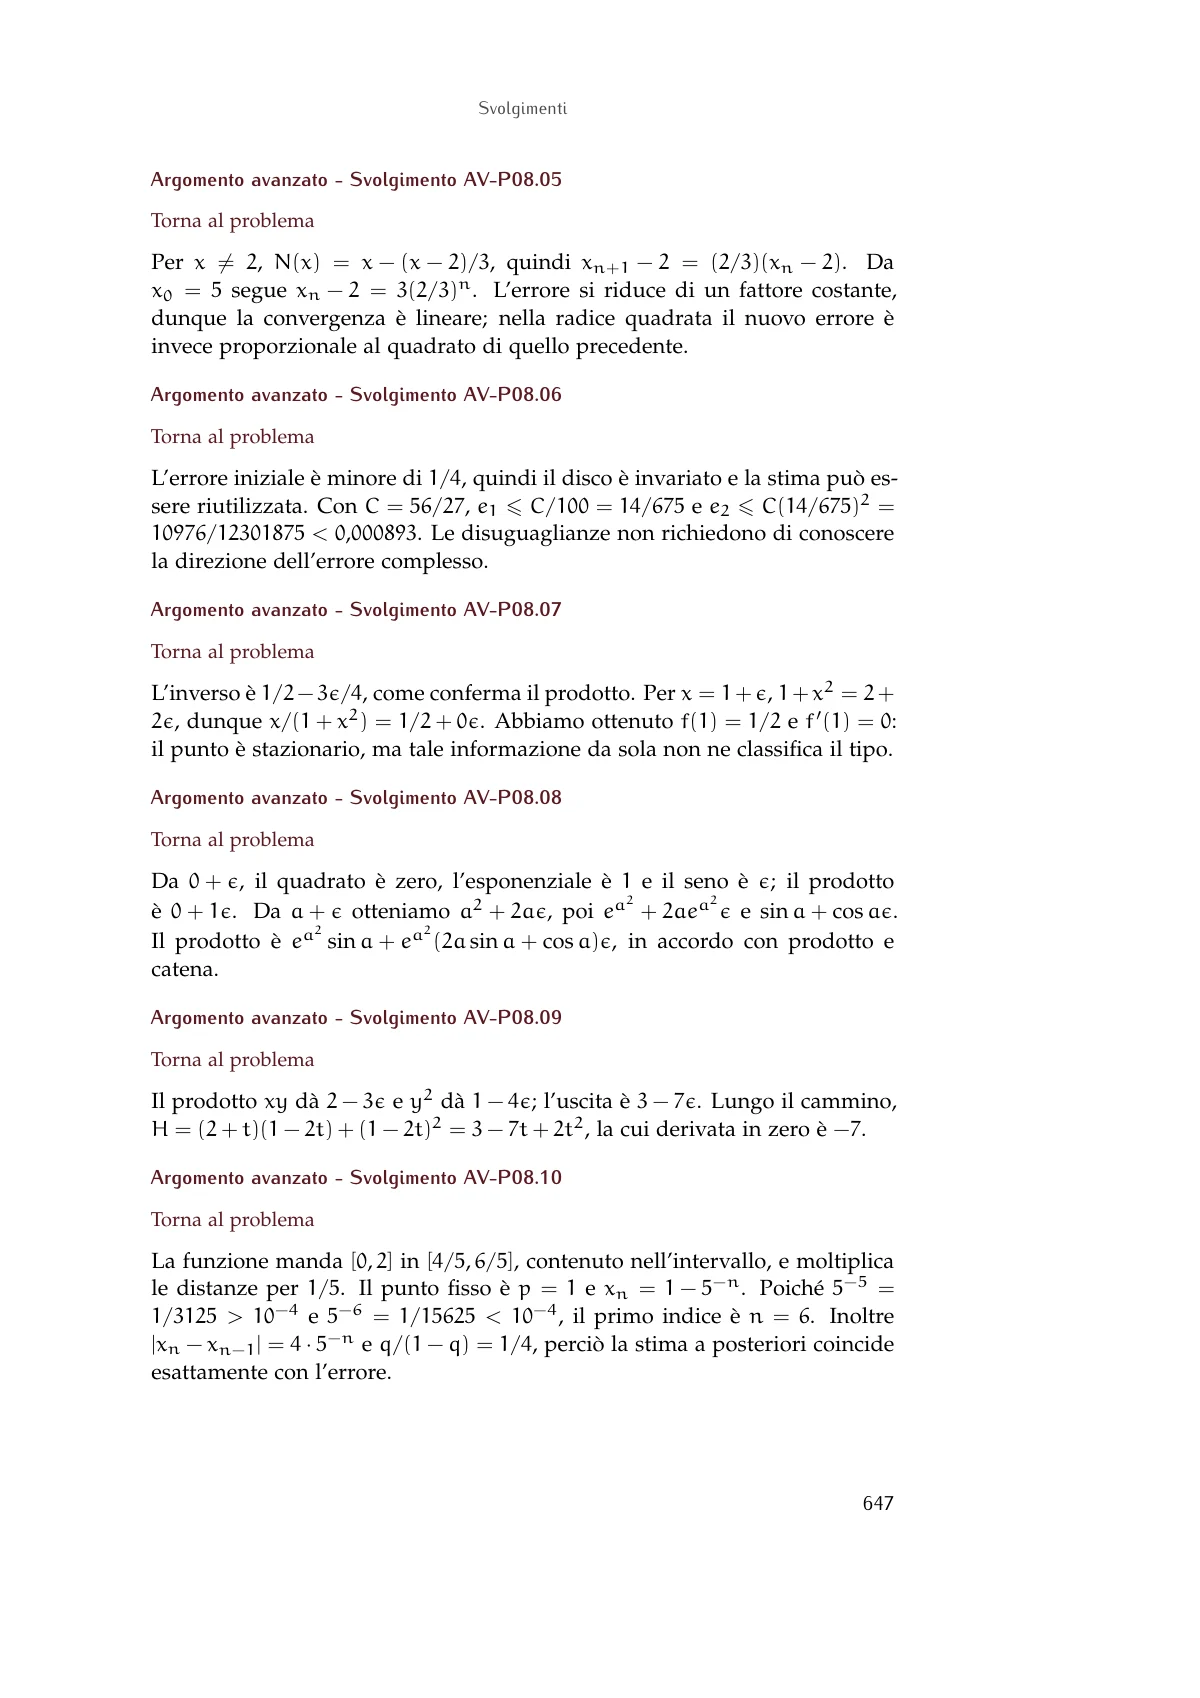 Svolgimenti
Argomento avanzato – Svolgimento AV-P08.05
Torna al problema
Per x ≠ 2, N(x) = x − (x − 2)/3, quindi xₙ₊₁ − 2 = (2/3)(xₙ − 2). Da
x₀ = 5 segue xₙ − 2 = 3(2/3)ⁿ. L’errore si riduce di un fattore costante,
dunque la convergenza è lineare; nella radice quadrata il nuovo errore è
invece proporzionale al quadrato di quello precedente.
Argomento avanzato – Svolgimento AV-P08.06
Torna al problema
L’errore iniziale è minore di 1/4, quindi il disco è invariato e la stima può es-
sere riutilizzata. Con C = 56/27, e₁ ⩽ C/100 = 14/675 e e₂ ⩽ C(14/675)² =
10976/12301875 < 0,000893. Le disuguaglianze non richiedono di conoscere
la direzione dell’errore complesso.
Argomento avanzato – Svolgimento AV-P08.07
Torna al problema
L’inverso è 1/2 − 3ϵ/4, come conferma il prodotto. Per x = 1 + ϵ, 1 + x² = 2 +
2ϵ, dunque x/(1 + x²) = 1/2 + 0ϵ. Abbiamo ottenuto f(1) = 1/2 e f′(1) = 0:
il punto è stazionario, ma tale informazione da sola non ne classifica il tipo.
Argomento avanzato – Svolgimento AV-P08.08
Torna al problema
Da 0 + ϵ, il quadrato è zero, l’esponenziale è 1 e il seno è ϵ; il prodotto
è 0 + 1ϵ. Da a + ϵ otteniamo a² + 2aϵ, poi e^{a²} + 2ae^{a²}ϵ e sin a + cos aϵ.
Il prodotto è e^{a²} sin a + e^{a²}(2a sin a + cos a)ϵ, in accordo con prodotto e
catena.
Argomento avanzato – Svolgimento AV-P08.09
Torna al problema
Il prodotto xy dà 2 − 3ϵ e y² dà 1 − 4ϵ; l’uscita è 3 − 7ϵ. Lungo il cammino,
H = (2 + t)(1 − 2t) + (1 − 2t)² = 3 − 7t + 2t², la cui derivata in zero è −7.
Argomento avanzato – Svolgimento AV-P08.10
Torna al problema
La funzione manda [0, 2] in [4/5, 6/5], contenuto nell’intervallo, e moltiplica
le distanze per 1/5. Il punto fisso è p = 1 e xₙ = 1 − 5⁻ⁿ. Poiché 5⁻⁵ =
1/3125 > 10⁻⁴ e 5⁻⁶ = 1/15625 < 10⁻⁴, il primo indice è n = 6. Inoltre
|xₙ − xₙ₋₁| = 4 · 5⁻ⁿ e q/(1 − q) = 1/4, perciò la stima a posteriori coincide
esattamente con l’errore.
647